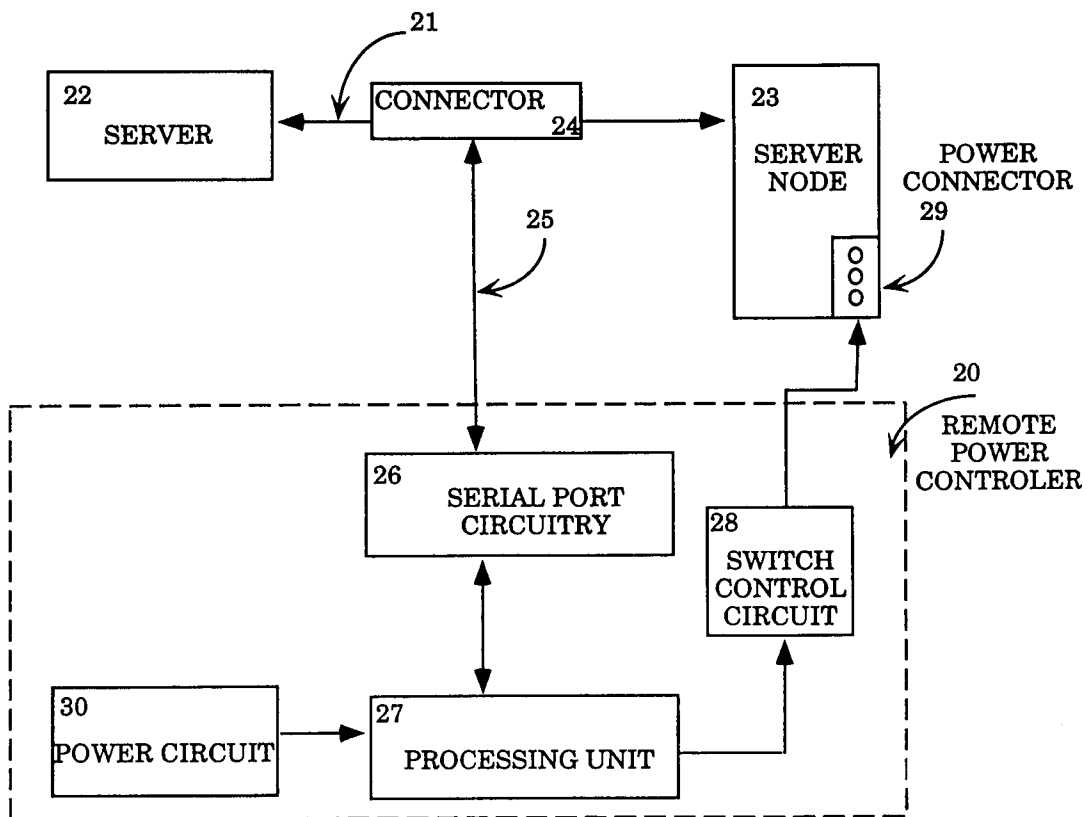 21
22
SERVER
CONNECTOR
24
23
SERVER
NODE
POWER
CONNECTOR
29
25
20
REMOTE
POWER
CONTROLER
26
SERIAL PORT
CIRCUITRY
28
SWITCH
CONTROL
CIRCUIT
30
POWER CIRCUIT
27
PROCESSING UNIT